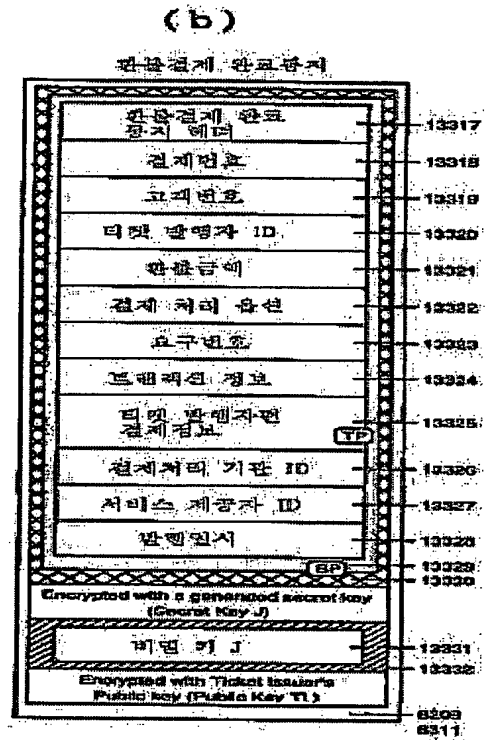 (b)
환불결제 완료통지
환불결제 완료
통지 헤더
13317
결제번호
13318
고객번호
13319
티켓 발행자 ID
13320
환불금액
13321
결제 처리 옵션
13322
요구번호
13323
트랜잭션 정보
13324
티켓 발행자편
결제정보
13325
TP
결제처리 기관 ID
13326
서비스 제공자 ID
13327
발행일시
13328
SP
13329
13330
Encrypted with a generated secret key
(Secret Key J)
비밀 키 J
13331
13332
Encrypted with Ticket Issuer's
Public key (Public Key TI)
6203
6311